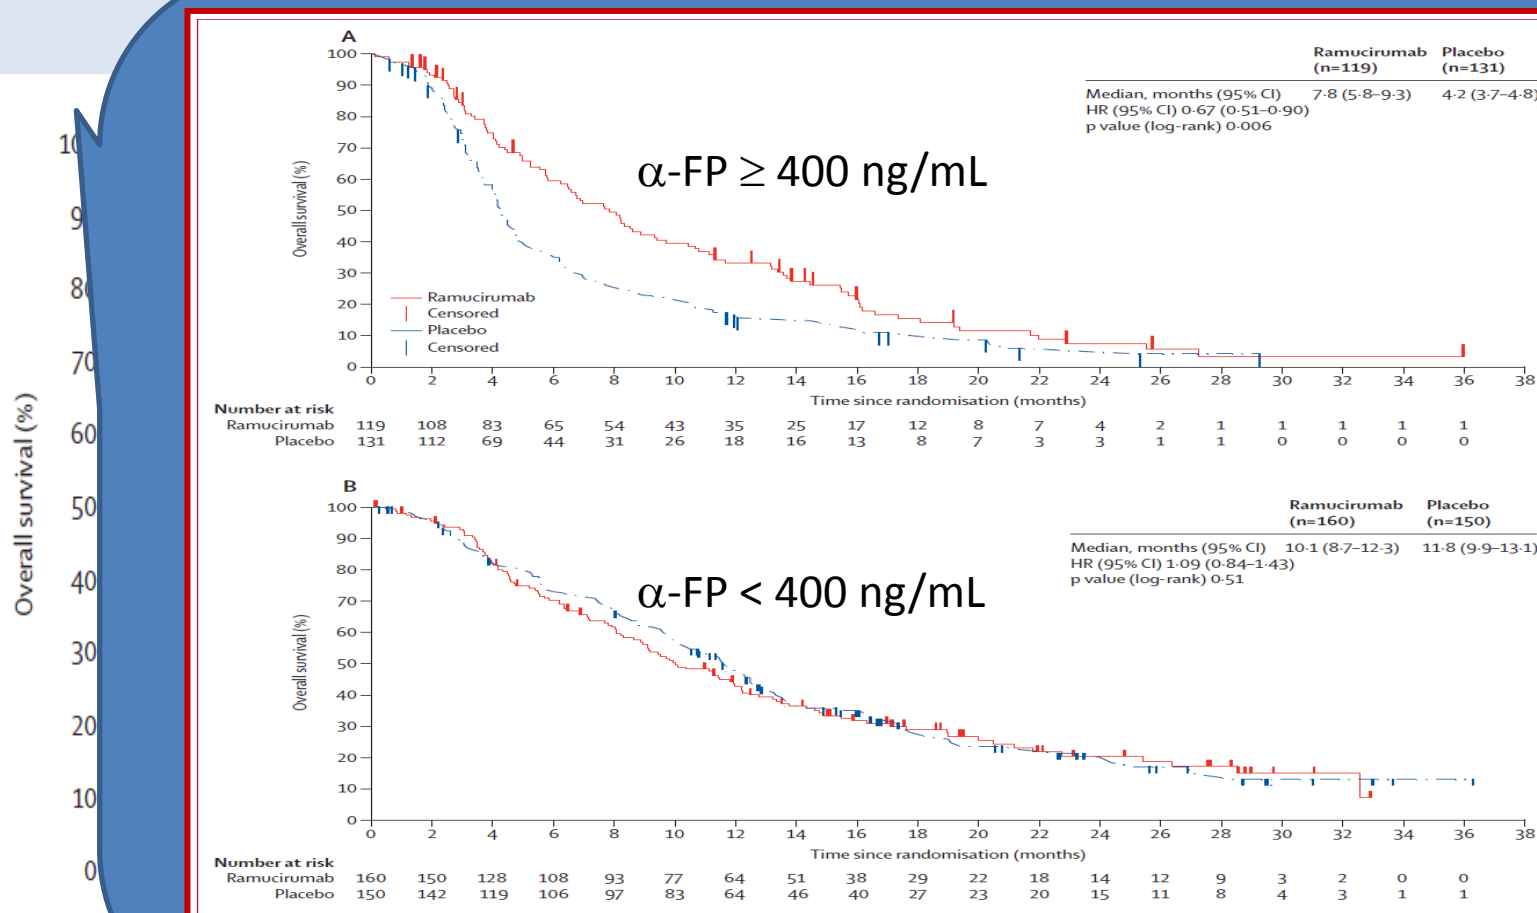 Overall survival (%)
10
9
8
70
60
50
40
30
20
10
0
A
Ramucirumab Placebo
(n=119) (n=131)
Median, months (95% CI) 7·8 (5·8–9·3) 4·2 (3·7–4·8)
HR (95% CI) 0·67 (0·51–0·90)
p value (log-rank) 0·006
α-FP ≥ 400 ng/mL
Overall survival (%)
100
90
80
70
60
50
40
30
20
10
0
Ramucirumab
Censored
Placebo
Censored
0 2 4 6 8 10 12 14 16 18 20 22 24 26 28 30 32 34 36 38
Time since randomisation (months)
Number at risk
Ramucirumab 119 108 83 65 54 43 35 25 17 12 8 7 4 2 1 1 1 1 1
Placebo 131 112 69 44 31 26 18 16 13 8 7 3 3 1 1 0 0 0 0
B
Ramucirumab Placebo
(n=160) (n=150)
Median, months (95% CI) 10·1 (8·7–12·3) 11·8 (9·9–13·1)
HR (95% CI) 1·09 (0·84–1·43)
p value (log-rank) 0·51
α-FP < 400 ng/mL
Overall survival (%)
100
90
80
70
60
50
40
30
20
10
0
0 2 4 6 8 10 12 14 16 18 20 22 24 26 28 30 32 34 36 38
Time since randomisation (months)
Number at risk
Ramucirumab 160 150 128 108 93 77 64 51 38 29 22 18 14 12 9 3 2 0 0
Placebo 150 142 119 106 97 83 64 46 40 27 23 20 15 11 8 4 3 1 1